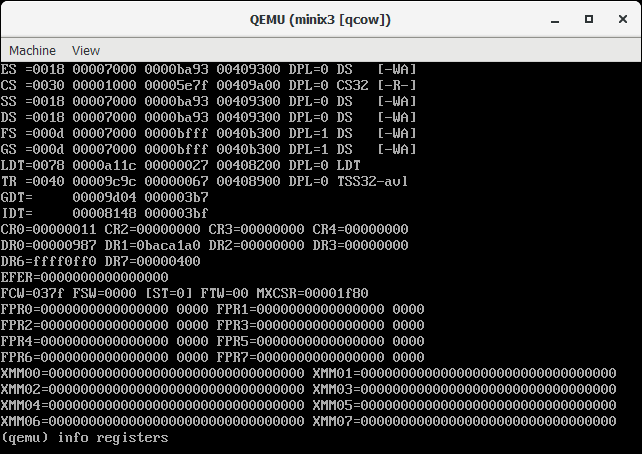 QEMU (minix3 [qcow])
Machine View
ES =0018 00007000 0000ba93 00409300 DPL=0 DS   [-WA]
CS =0030 00001000 00005e7f 00409a00 DPL=0 CS32 [-R-]
SS =0018 00007000 0000ba93 00409300 DPL=0 DS   [-WA]
DS =0018 00007000 0000ba93 00409300 DPL=0 DS   [-WA]
FS =000d 00007000 0000bfff 0040b300 DPL=1 DS   [-WA]
GS =000d 00007000 0000bfff 0040b300 DPL=1 DS   [-WA]
LDT=0078 0000a11c 00000027 00408200 DPL=0 LDT
TR =0040 00009c9c 00000067 00408900 DPL=0 TSS32-avl
GDT=     00009d04 000003b7
IDT=     00008148 000003bf
CR0=00000011 CR2=00000000 CR3=00000000 CR4=00000000
DR0=00000987 DR1=0baca1a0 DR2=00000000 DR3=00000000
DR6=ffff0ff0 DR7=00000400
EFER=0000000000000000
FCW=037f FSW=0000 [ST=0] FTW=00 MXCSR=00001f80
FPR0=0000000000000000 0000 FPR1=0000000000000000 0000
FPR2=0000000000000000 0000 FPR3=0000000000000000 0000
FPR4=0000000000000000 0000 FPR5=0000000000000000 0000
FPR6=0000000000000000 0000 FPR7=0000000000000000 0000
XMM00=00000000000000000000000000000000 XMM01=00000000000000000000000000000000
XMM02=00000000000000000000000000000000 XMM03=00000000000000000000000000000000
XMM04=00000000000000000000000000000000 XMM05=00000000000000000000000000000000
XMM06=00000000000000000000000000000000 XMM07=00000000000000000000000000000000
(qemu) info registers